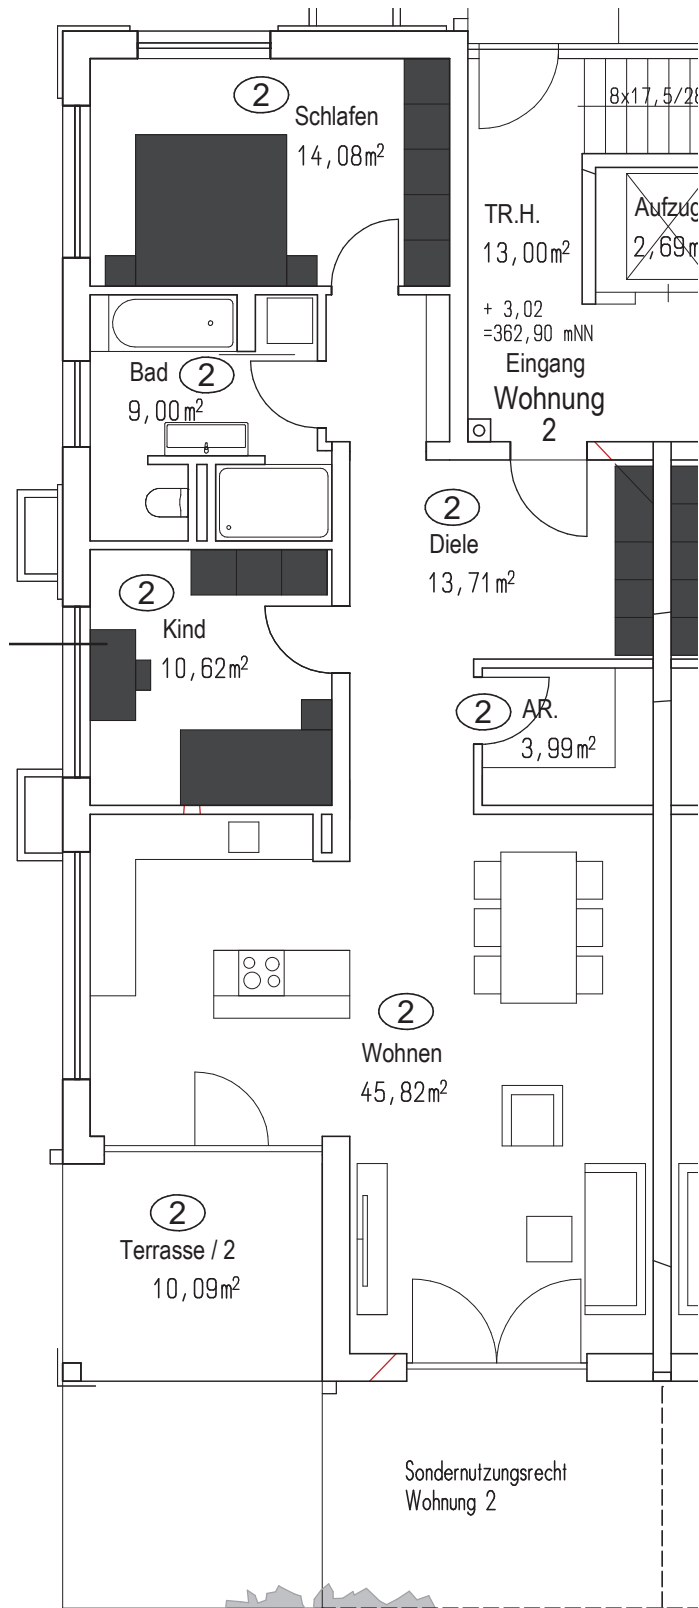 2
Schlafen
14,08m²
8x17,5/28
TR.H.
13,00m²
Aufzug
2,69m
+ 3,02
=362,90 mNN
Eingang
Wohnung
2
Bad 2
9,00m²
2
Diele
13,71m²
2
Kind
10,62m²
2 AR.
3,99m²
2
Wohnen
45,82m²
2
Terrasse / 2
10,09m²
Sondernutzungsrecht
Wohnung 2